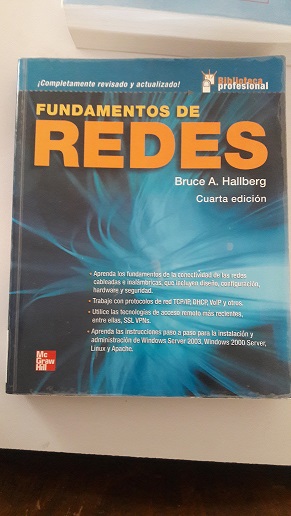 ¡Completamente revisado y actualizado!
Biblioteca
profesional
FUNDAMENTOS DE
REDES
Bruce A. Hallberg
Cuarta edición
• Aprenda los fundamentos de la conectividad de las redes
cableadas e inalámbricas, que incluyen diseño, configuración,
hardware y seguridad.
• Trabaje con protocolos de red TCP/IP, DHCP, VoIP y otros.
• Utilice las tecnologías de acceso remoto más recientes,
entre ellas, SSL VPNs.
• Aprenda las instrucciones paso a paso para la instalación y
administración de Windows Server 2003, Windows 2000 Server,
Linux y Apache.
Mc
Graw
Hill